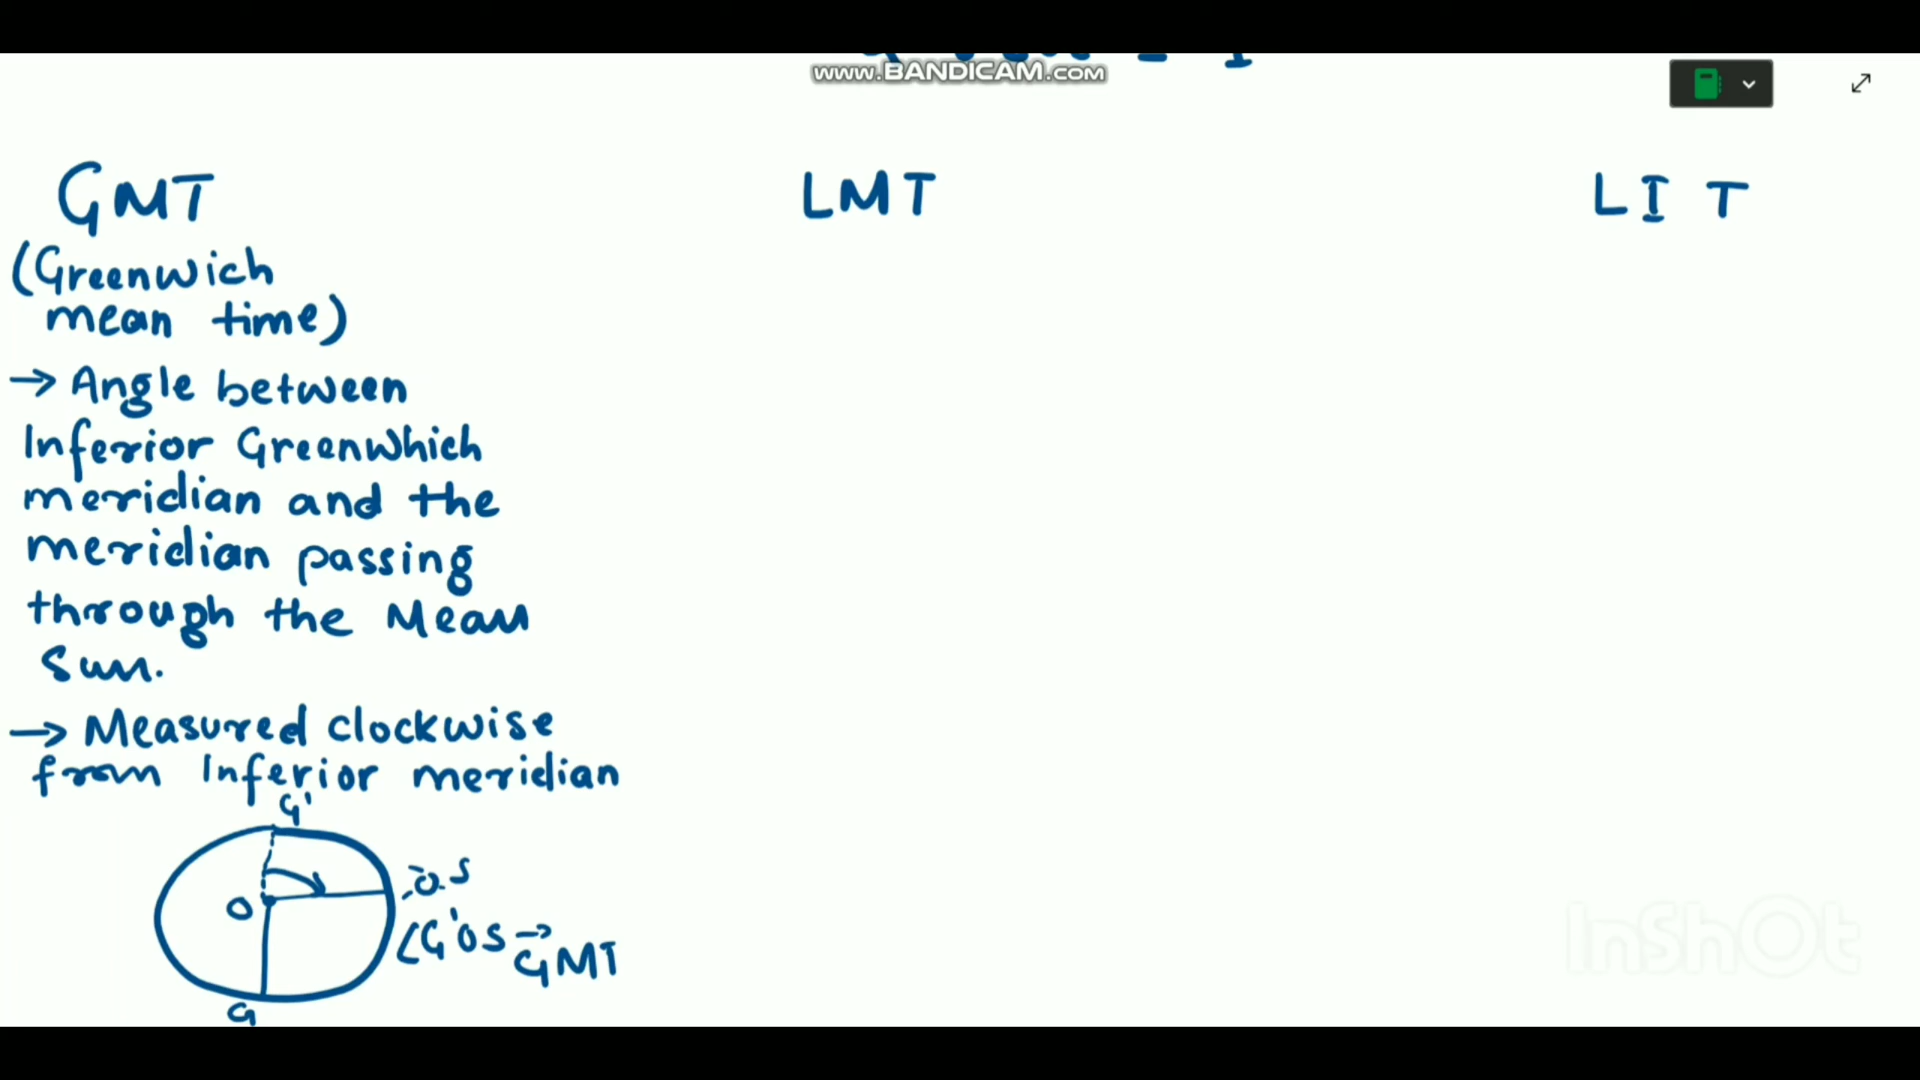 www.BANDICAM.com
GMT
LMT
LIT
(Greenwich
mean time)
→ Angle between
Inferior Greenwhich
meridian and the
meridian passing
through the Mean
Sun.
→ Measured clockwise
from Inferior meridian
G'
O
S
∠G'OS → GMT
G
InShOt